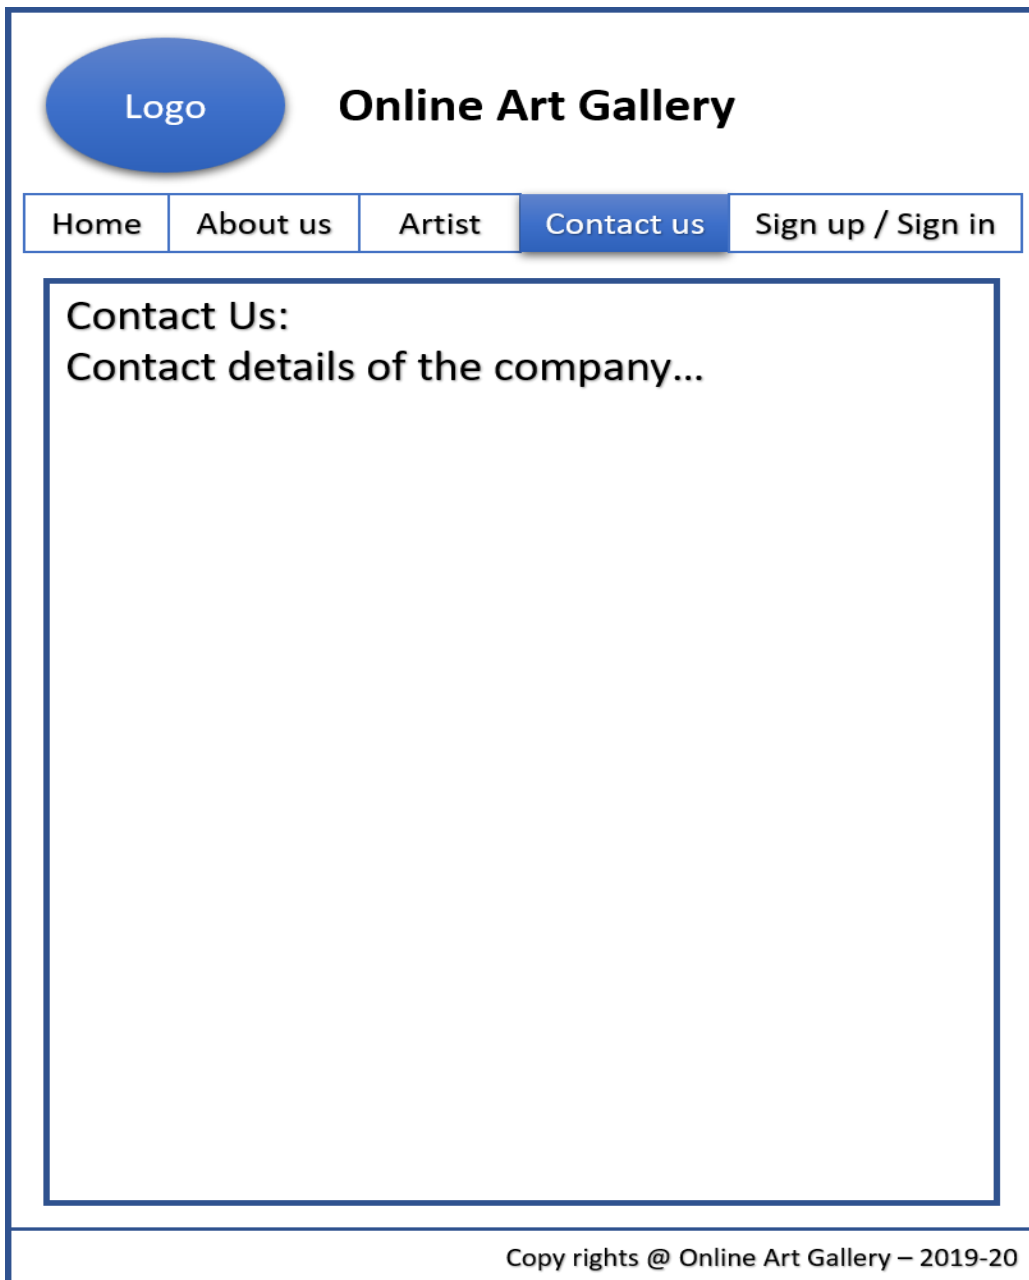 Logo
Online Art Gallery
Home About us Artist Contact us Sign up / Sign in
Contact Us:
Contact details of the company...
Copy rights @ Online Art Gallery – 2019-20